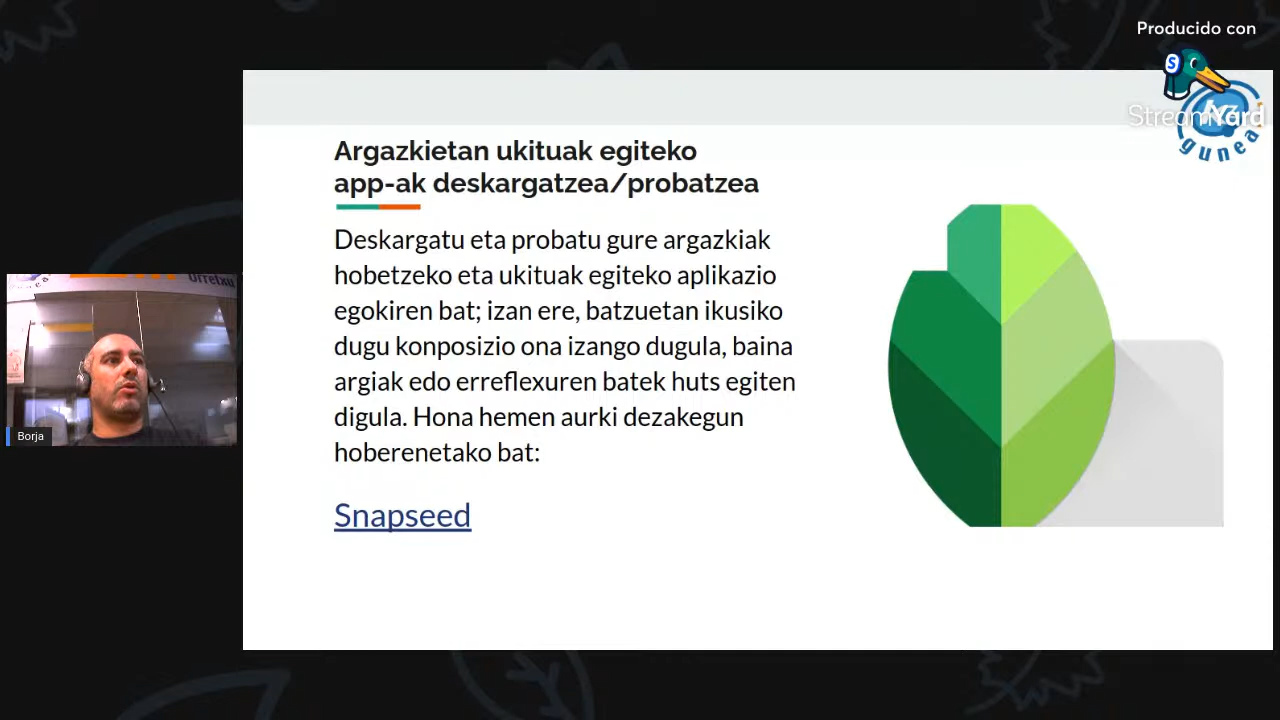 Producido con
StreamYard
KZ
gunea
Argazkietan ukituak egiteko
app-ak deskargatzea/probatzea
Deskargatu eta probatu gure argazkiak
hobetzeko eta ukituak egiteko aplikazio
egokiren bat; izan ere, batzuetan ikusiko
dugu konposizio ona izango dugula, baina
argiak edo erreflexuren batek huts egiten
digula. Hona hemen aurki dezakegun
hoberenetako bat:
Snapseed
Urretxu
Borja